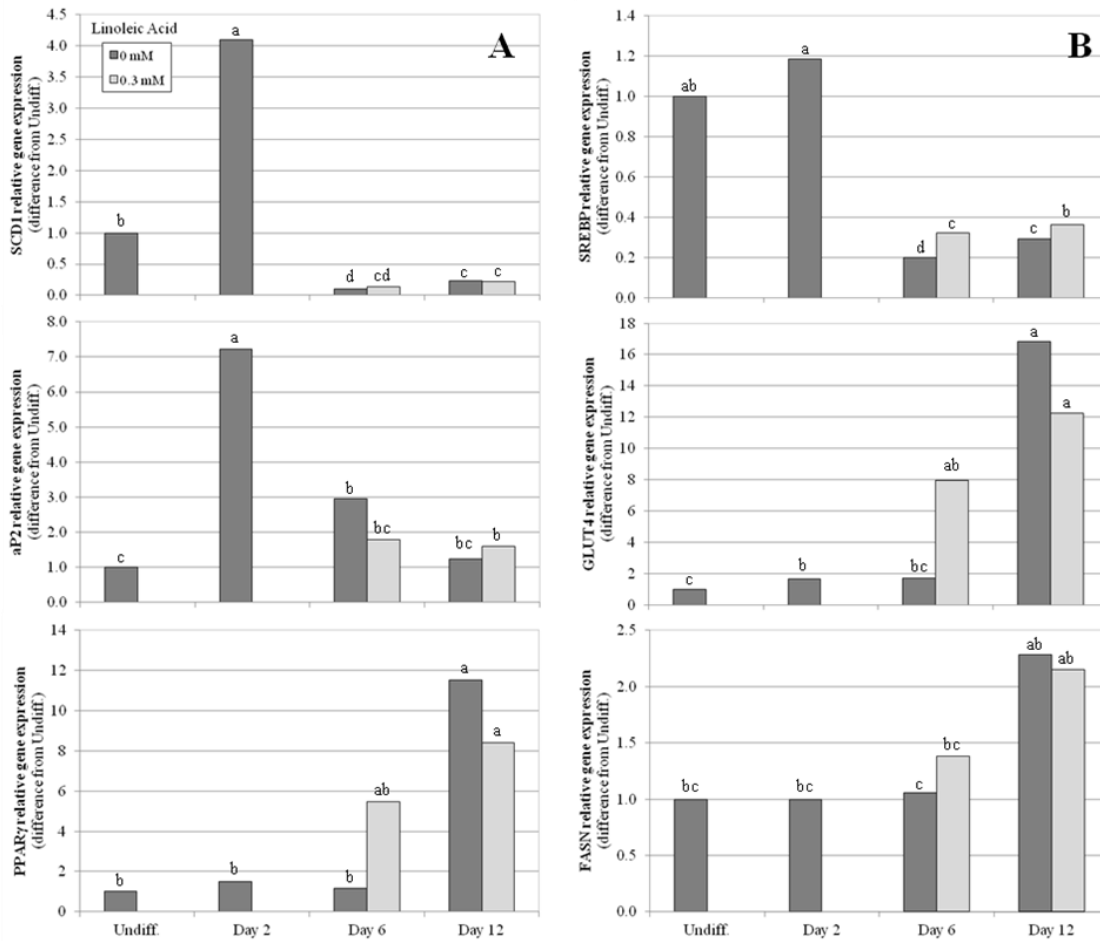 A
SCD1 relative gene expression
(difference from Undiff.)
4.5
4.0
3.5
3.0
2.5
2.0
1.5
1.0
0.5
0.0
Linoleic Acid
0 mM
0.3 mM
b
a
d
cd
c
c
aP2 relative gene expression
(difference from Undiff.)
8.0
7.0
6.0
5.0
4.0
3.0
2.0
1.0
0.0
c
a
b
bc
bc
b
PPARγ relative gene expression
(difference from Undiff.)
14
12
10
8
6
4
2
0
b
b
b
ab
a
a
Undiff. Day 2 Day 6 Day 12
B
SREBP relative gene expression
(difference from Undiff.)
1.4
1.2
1.0
0.8
0.6
0.4
0.2
0.0
ab
a
d
c
c
b
GLUT4 relative gene expression
(difference from Undiff.)
18
16
14
12
10
8
6
4
2
0
c
b
bc
ab
a
a
FASN relative gene expression
(difference from Undiff.)
2.5
2.0
1.5
1.0
0.5
0.0
bc
bc
c
bc
ab
ab
Undiff. Day 2 Day 6 Day 12